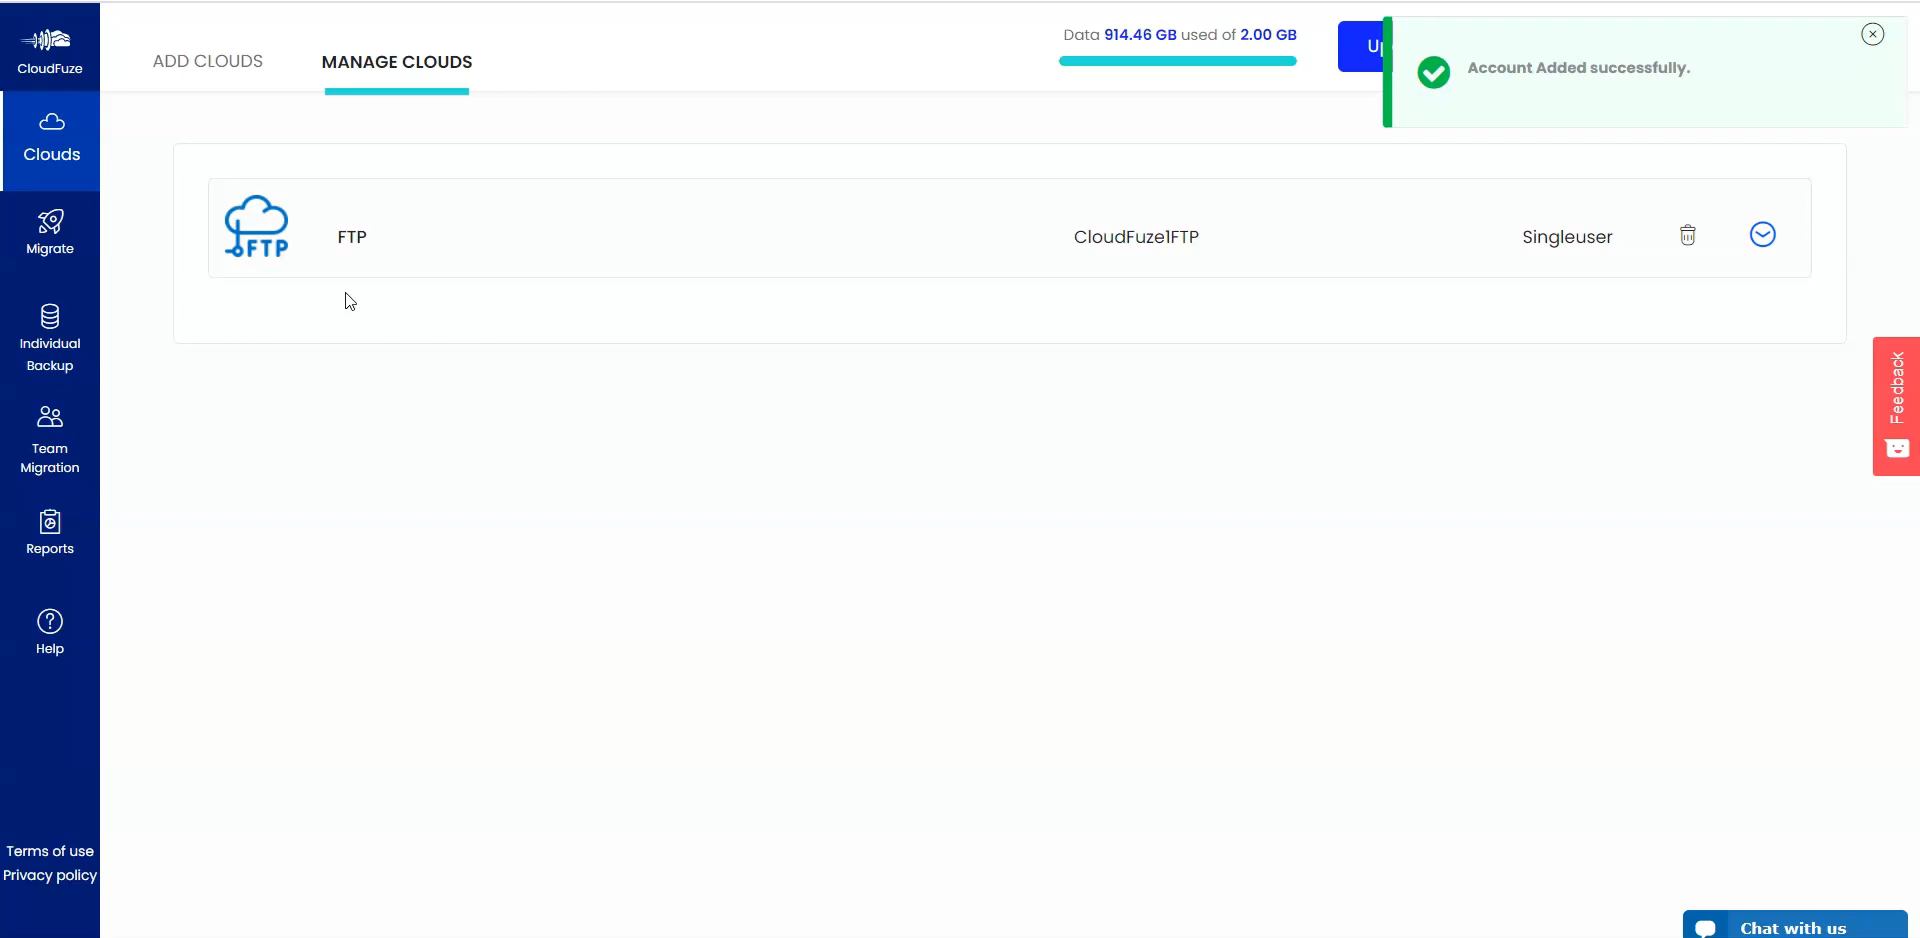 CloudFuze
Clouds
Migrate
Individual
Backup
Team
Migration
Reports
Help
Terms of use
Privacy policy
ADD CLOUDS
MANAGE CLOUDS
Data 914.46 GB used of 2.00 GB
Account Added successfully.
FTP
FTP
CloudFuze1FTP
Singleuser
Feedback
Chat with us